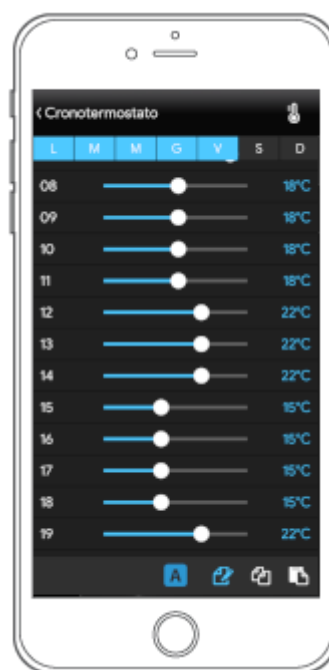 ‹ Cronotermostato
L M M G V S D
08 18°C
09 18°C
10 18°C
11 18°C
12 22°C
13 22°C
14 22°C
15 15°C
16 15°C
17 15°C
18 15°C
19 22°C
A